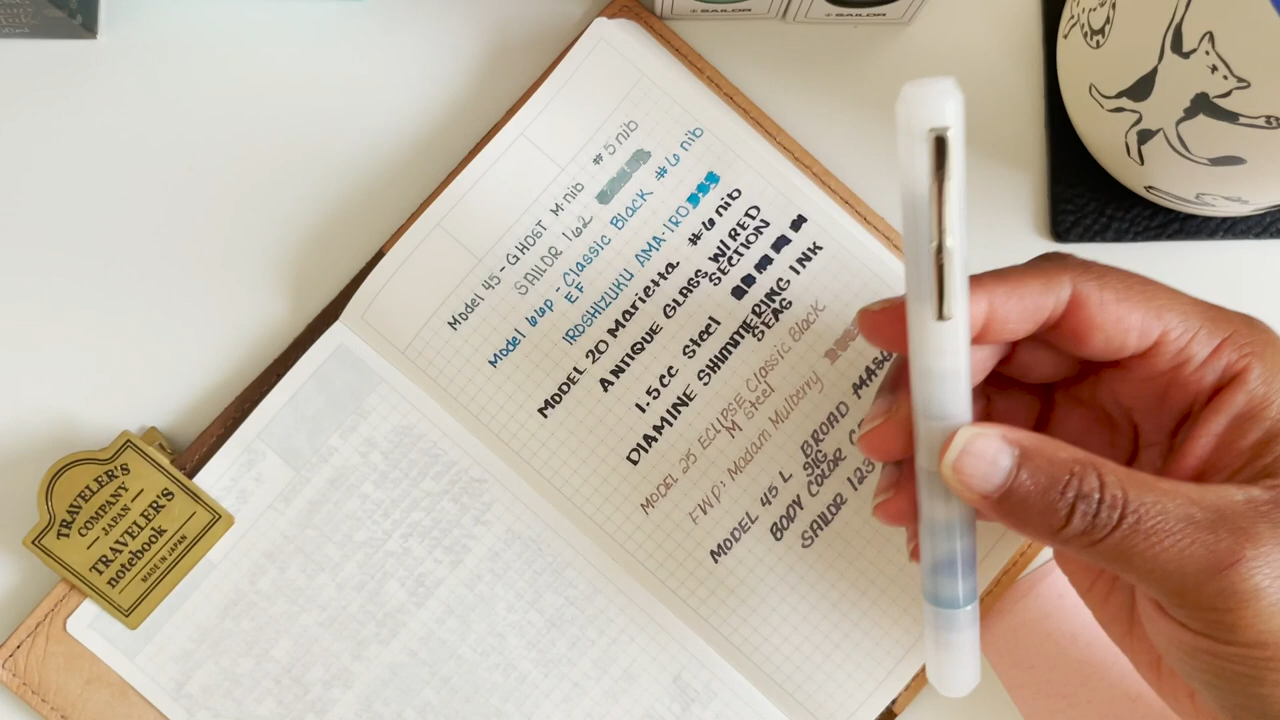 SAILOR
SAILOR
Model 45 - GHOST M-nib #5 nib
SAILOR 162
Model 66p - Classic Black #6 nib
EF
IROSHIZUKU AMA-IRO
MODEL 20 Marietta #6 nib
ANTIQUE GLASS W/RED
SECTION
1.5 CC Steel
DIAMINE SHIMMERING INK
SEAS
MODEL 25 ECLIPSE Classic Black
M Steel
FWP: Madam Mulberry
MODEL 45 L BROAD
SIG
BODY COLOR
SAILOR 123
TRAVELER'S
COMPANY
JAPAN
TRAVELER'S
notebook
MADE IN JAPAN